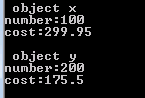 object x
number:100
cost:299.95
object y
number:200
cost:175.5